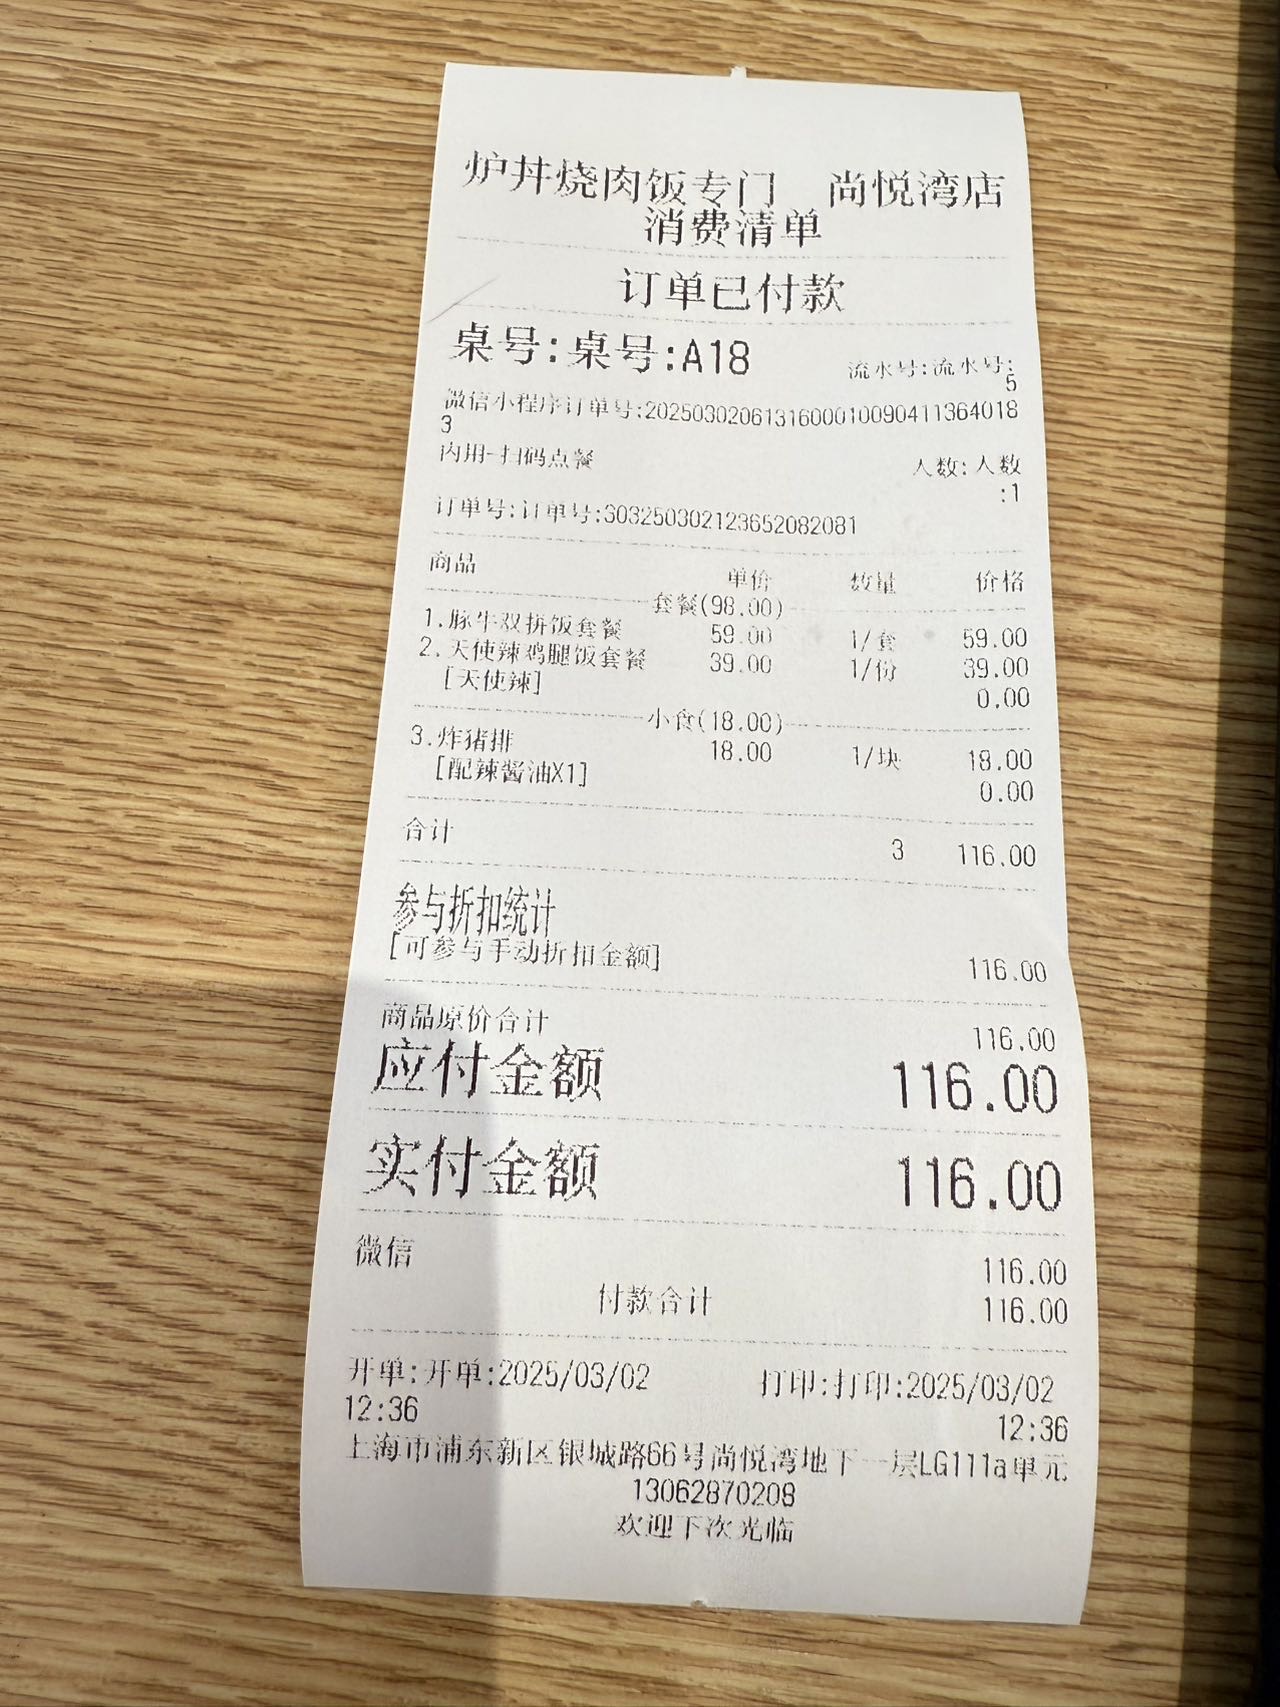 炉丼烧肉饭专门 尚悦湾店
消费清单
订单已付款
桌号:桌号:A18 流水号:流水号:5
微信小程序订单号:202503020613160001009041136401 83
内用-扫码点餐 人数:人数:1
订单号:订单号:303250302123652082081
商品 单价 数量 价格
套餐(98.00)
1.豚牛双拼饭套餐 59.00 1/套 59.00
2.天使辣鸡腿饭套餐 39.00 1/份 39.00
[天使辣] 0.00
小食(18.00)
3.炸猪排 18.00 1/块 18.00
[配辣酱油X1] 0.00
合计 3 116.00
参与折扣统计
[可参与手动折扣金额] 116.00
商品原价合计 116.00
应付金额 116.00
实付金额 116.00
微信 116.00
付款合计 116.00
开单:开单:2025/03/02 12:36 打印:打印:2025/03/02 12:36
上海市浦东新区银城路66号尚悦湾地下一层LG111a单元
13062870208
欢迎下次光临